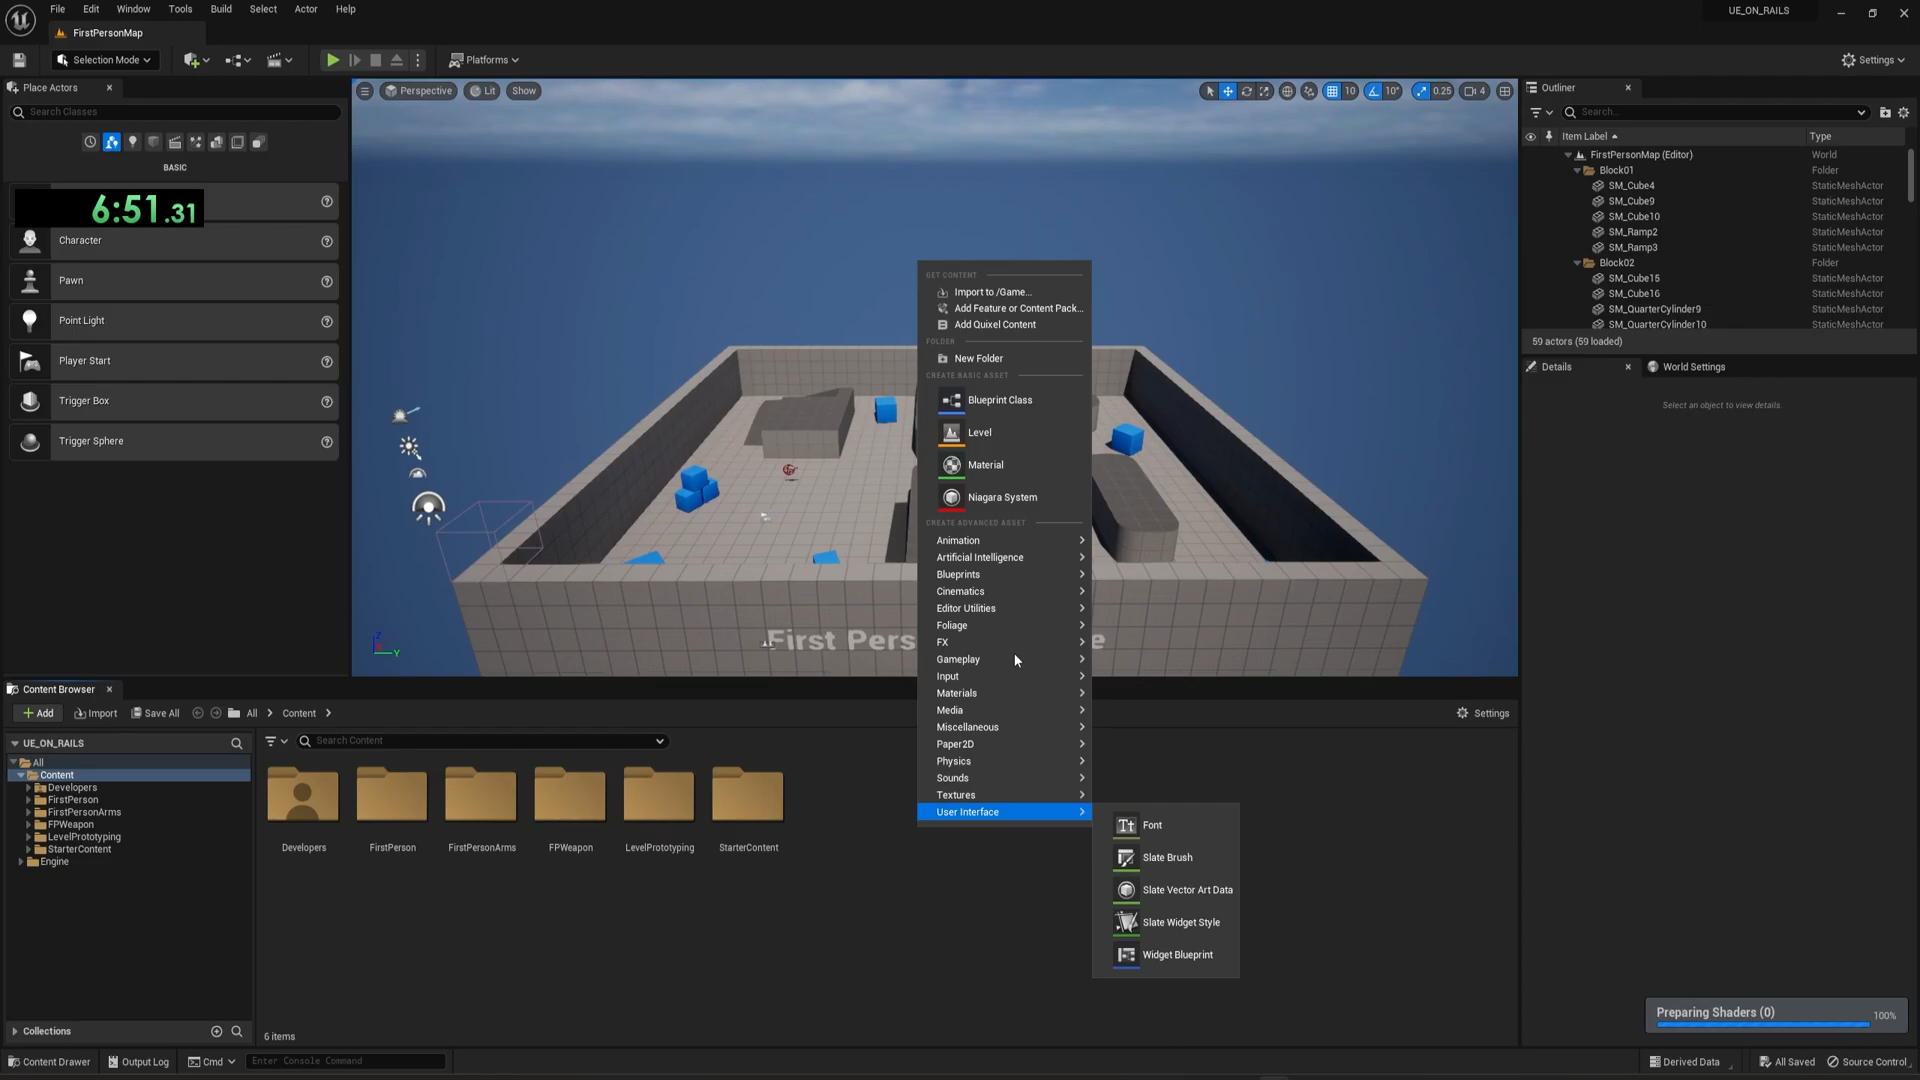 File Edit Window Tools Build Select Actor Help
UE_ON_RAILS
FirstPersonMap
Selection Mode
Platforms
Settings
Place Actors
Search Classes
BASIC
6:51.31
Character
Pawn
Point Light
Player Start
Trigger Box
Trigger Sphere
Perspective Lit Show
10 10° 0.25 4
First Pers
e
GET CONTENT
Import to /Game...
Add Feature or Content Pack...
Add Quixel Content
FOLDER
New Folder
CREATE BASIC ASSET
Blueprint Class
Level
Material
Niagara System
CREATE ADVANCED ASSET
Animation
Artificial Intelligence
Blueprints
Cinematics
Editor Utilities
Foliage
FX
Gameplay
Input
Materials
Media
Miscellaneous
Paper2D
Physics
Sounds
Textures
User Interface
Font
Slate Brush
Slate Vector Art Data
Slate Widget Style
Widget Blueprint
Outliner
Search...
Item Label Type
FirstPersonMap (Editor) World
Block01 Folder
SM_Cube4 StaticMeshActor
SM_Cube9 StaticMeshActor
SM_Cube10 StaticMeshActor
SM_Ramp2 StaticMeshActor
SM_Ramp3 StaticMeshActor
Block02 Folder
SM_Cube15 StaticMeshActor
SM_Cube16 StaticMeshActor
SM_QuarterCylinder9 StaticMeshActor
SM_QuarterCylinder10 StaticMeshActor
59 actors (59 loaded)
Details World Settings
Select an object to view details.
Content Browser
Add Import Save All All Content
Settings
UE_ON_RAILS
Search Content
All
Content
Developers
FirstPerson
FirstPersonArms
FPWeapon
LevelPrototyping
StarterContent
Engine
Developers FirstPerson FirstPersonArms FPWeapon LevelPrototyping StarterContent
Collections
6 items
Preparing Shaders (0) 100%
Content Drawer Output Log Cmd Enter Console Command
Derived Data All Saved Source Control
Z
Y